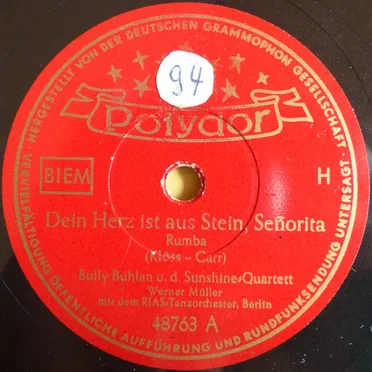 HERGESTELLT VON DER DEUTSCHEN GRAMMOPHON GESELLSCHAFT
94
Polydor
BIEM
H
Dein Herz ist aus Stein, Señorita
Rumba
(Klöss – Carr)
Bully Buhlan u. d. Sunshine-Quartett
Werner Müller
mit dem RIAS-Tanzorchester, Berlin
48763 A
VERVIELFÄLTIGUNG ÖFFENTLICHE AUFFÜHRUNG UND RUNDFUNKSENDUNG UNTERSAGT